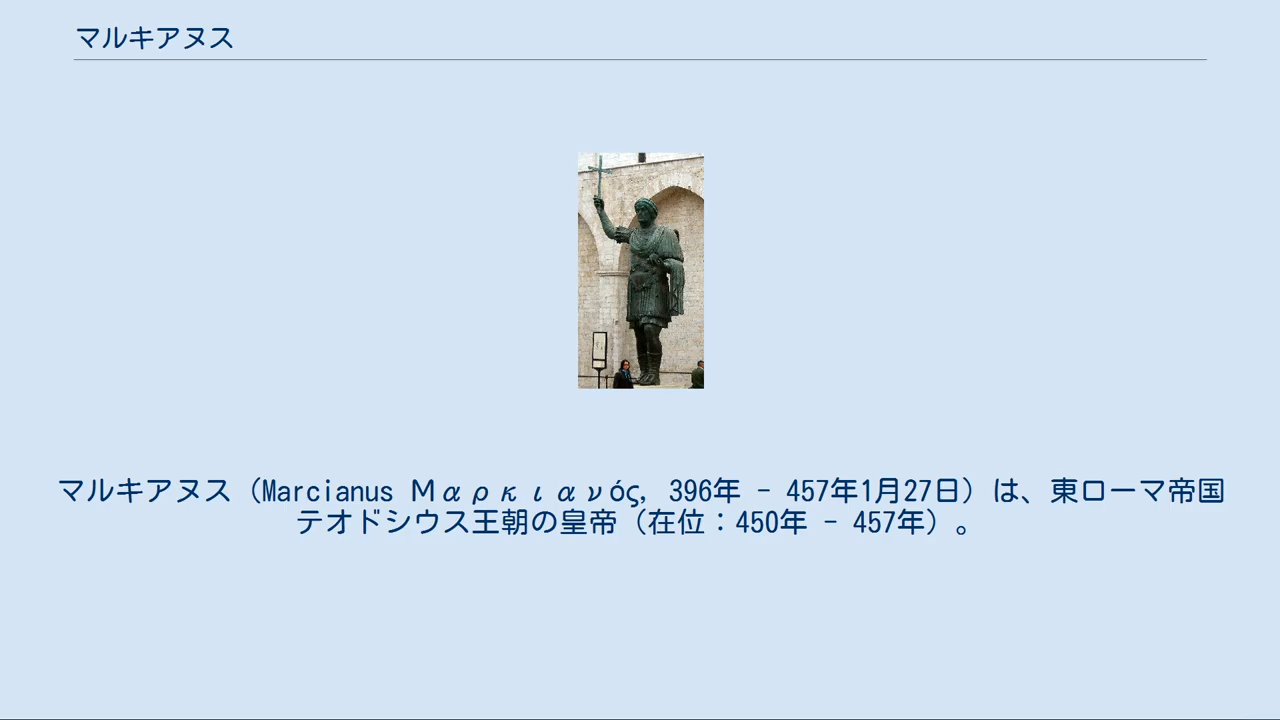 マルキアヌス
マルキアヌス（Marcianus Μαρκιανός, 396年 - 457年1月27日）は、東ローマ帝国
テオドシウス王朝の皇帝（在位：450年 - 457年）。